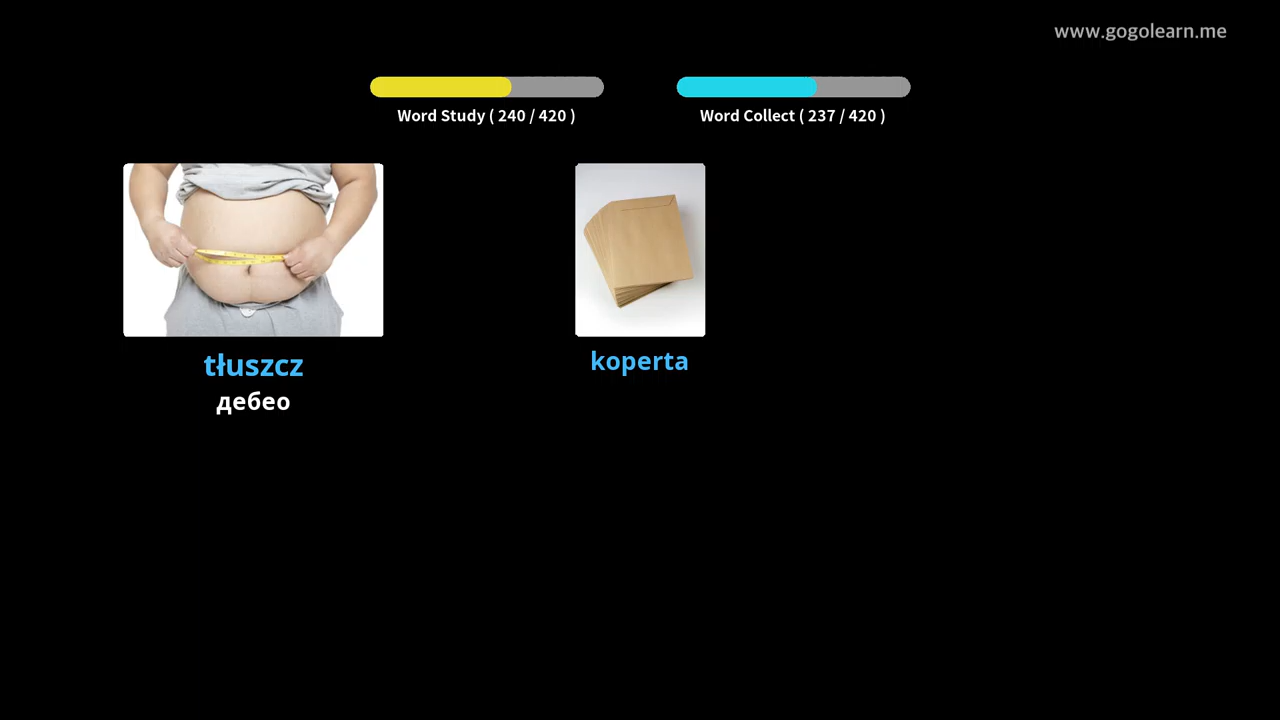 www.gogolearn.me
Word Study ( 240 / 420 )
Word Collect ( 237 / 420 )
tłuszcz
дебео
koperta